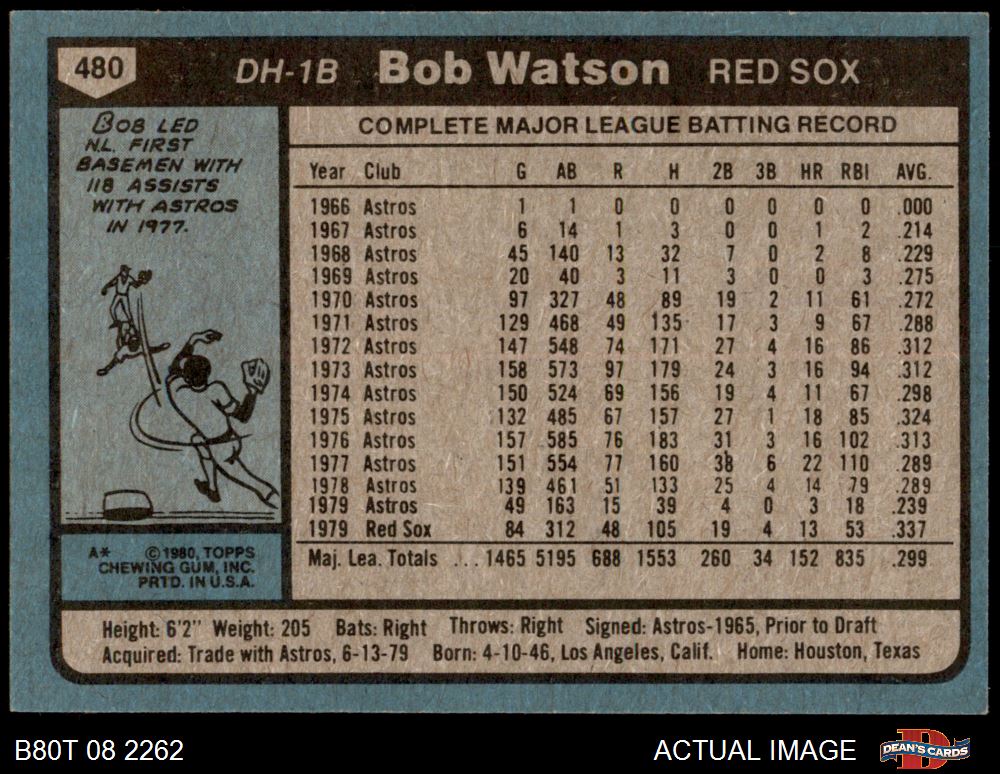 480 DH-1B Bob Watson RED SOX
BOB LED
N.L. FIRST
BASEMEN WITH
118 ASSISTS
WITH ASTROS
IN 1977.
A* © 1980, TOPPS
CHEWING GUM, INC.
PRTD. IN U.S.A.
COMPLETE MAJOR LEAGUE BATTING RECORD
Year Club G AB R H 2B 3B HR RBI AVG.
1966 Astros 1 1 0 0 0 0 0 0 .000
1967 Astros 6 14 1 3 0 0 1 2 .214
1968 Astros 45 140 13 32 7 0 2 8 .229
1969 Astros 20 40 3 11 3 0 0 3 .275
1970 Astros 97 327 48 89 19 2 11 61 .272
1971 Astros 129 468 49 135 17 3 9 67 .288
1972 Astros 147 548 74 171 27 4 16 86 .312
1973 Astros 158 573 97 179 24 3 16 94 .312
1974 Astros 150 524 69 156 19 4 11 67 .298
1975 Astros 132 485 67 157 27 1 18 85 .324
1976 Astros 157 585 76 183 31 3 16 102 .313
1977 Astros 151 554 77 160 38 6 22 110 .289
1978 Astros 139 461 51 133 25 4 14 79 .289
1979 Astros 49 163 15 39 4 0 3 18 .239
1979 Red Sox 84 312 48 105 19 4 13 53 .337
Maj. Lea. Totals ... 1465 5195 688 1553 260 34 152 835 .299
Height: 6'2" Weight: 205 Bats: Right Throws: Right Signed: Astros-1965, Prior to Draft
Acquired: Trade with Astros, 6-13-79 Born: 4-10-46, Los Angeles, Calif. Home: Houston, Texas
B80T 08 2262 ACTUAL IMAGE DEAN'S CARDS